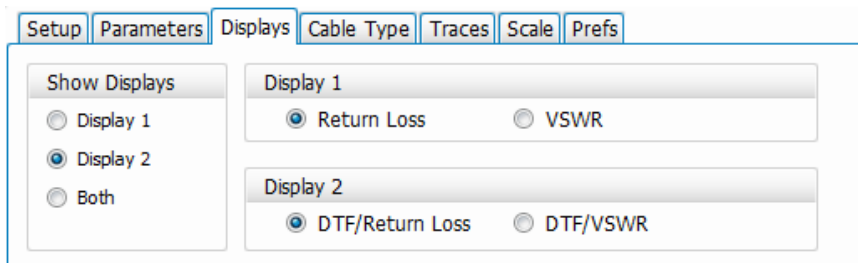 Setup Parameters Displays Cable Type Traces Scale Prefs
Show Displays
Display 1
Display 2
Both
Display 1
Return Loss VSWR
Display 2
DTF/Return Loss DTF/VSWR